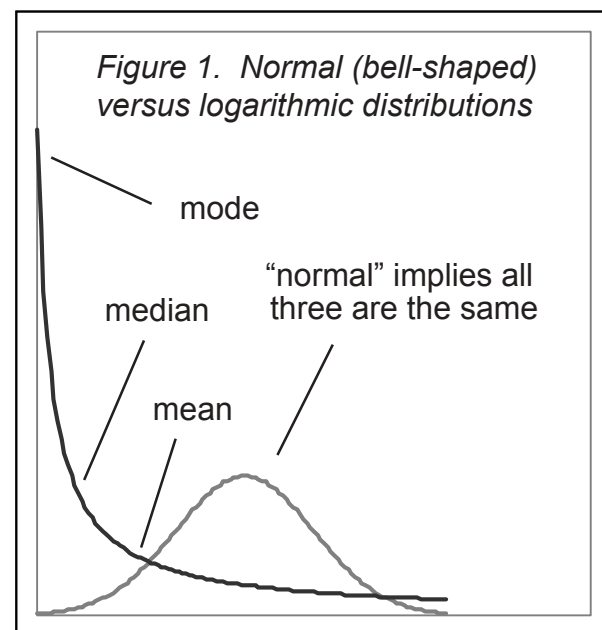 Figure 1. Normal (bell-shaped)
versus logarithmic distributions
mode
“normal” implies all
three are the same
median
mean